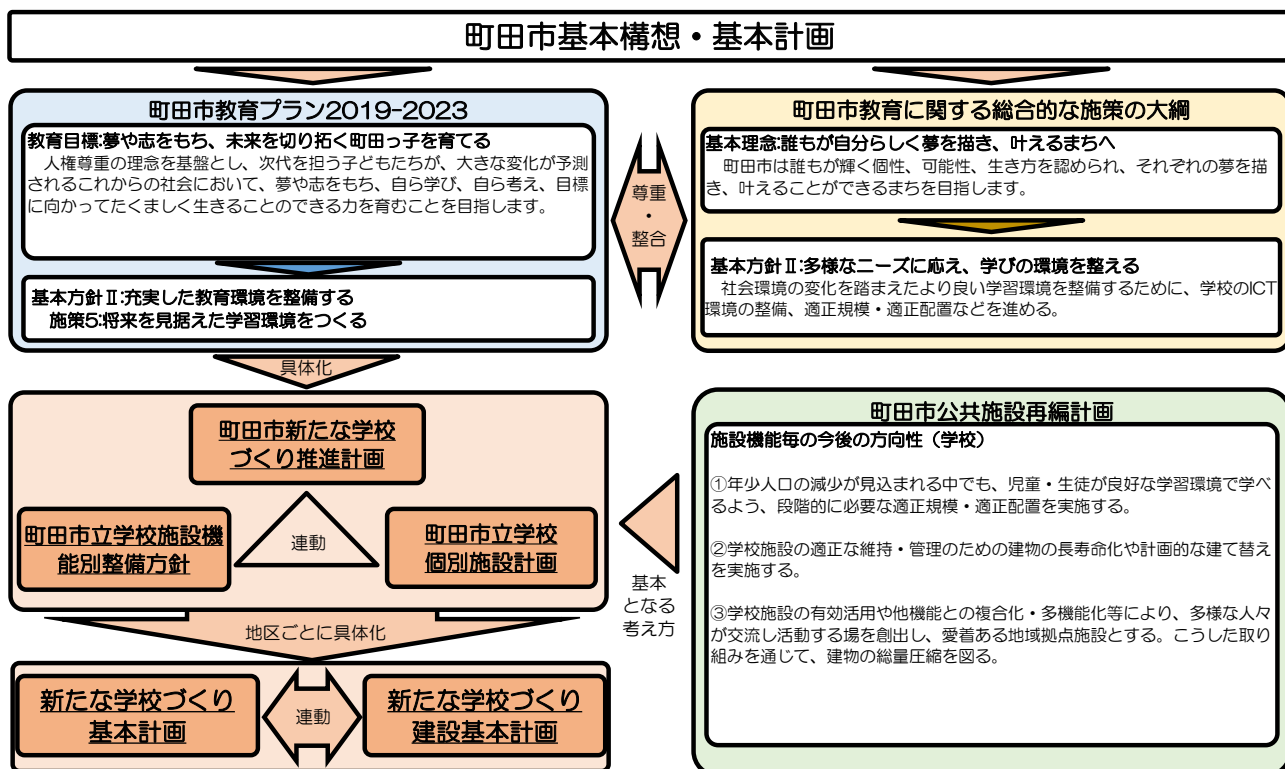 町田市基本構想・基本計画
町田市教育プラン2019-2023
教育目標:夢や志をもち、未来を切り拓く町田っ子を育てる
人権尊重の理念を基盤とし、次代を担う子どもたちが、大きな変化が予測
されるこれからの社会において、夢や志をもち、自ら学び、自ら考え、目標
に向かってたくましく生きることのできる力を育むことを目指します。
基本方針Ⅱ:充実した教育環境を整備する
施策5:将来を見据えた学習環境をつくる
尊重
・
整合
町田市教育に関する総合的な施策の大綱
基本理念:誰もが自分らしく夢を描き、叶えるまちへ
町田市は誰もが輝く個性、可能性、生き方を認められ、それぞれの夢を描
き、叶えることができるまちを目指します。
基本方針Ⅱ:多様なニーズに応え、学びの環境を整える
社会環境の変化を踏まえたより良い学習環境を整備するために、学校のICT
環境の整備、適正規模・適正配置などを進める。
具体化
町田市新たな学校
づくり推進計画
町田市立学校施設機
能別整備方針
連動
町田市立学校
個別施設計画
基本
となる
考え方
町田市公共施設再編計画
施設機能毎の今後の方向性（学校）
①年少人口の減少が見込まれる中でも、児童・生徒が良好な学習環境で学べ
るよう、段階的に必要な適正規模・適正配置を実施する。
②学校施設の適正な維持・管理のための建物の長寿命化や計画的な建て替え
を実施する。
③学校施設の有効活用や他機能との複合化・多機能化等により、多様な人々
が交流し活動する場を創出し、愛着ある地域拠点施設とする。こうした取り
組みを通じて、建物の総量圧縮を図る。
地区ごとに具体化
新たな学校づくり
基本計画
連動
新たな学校づくり
建設基本計画